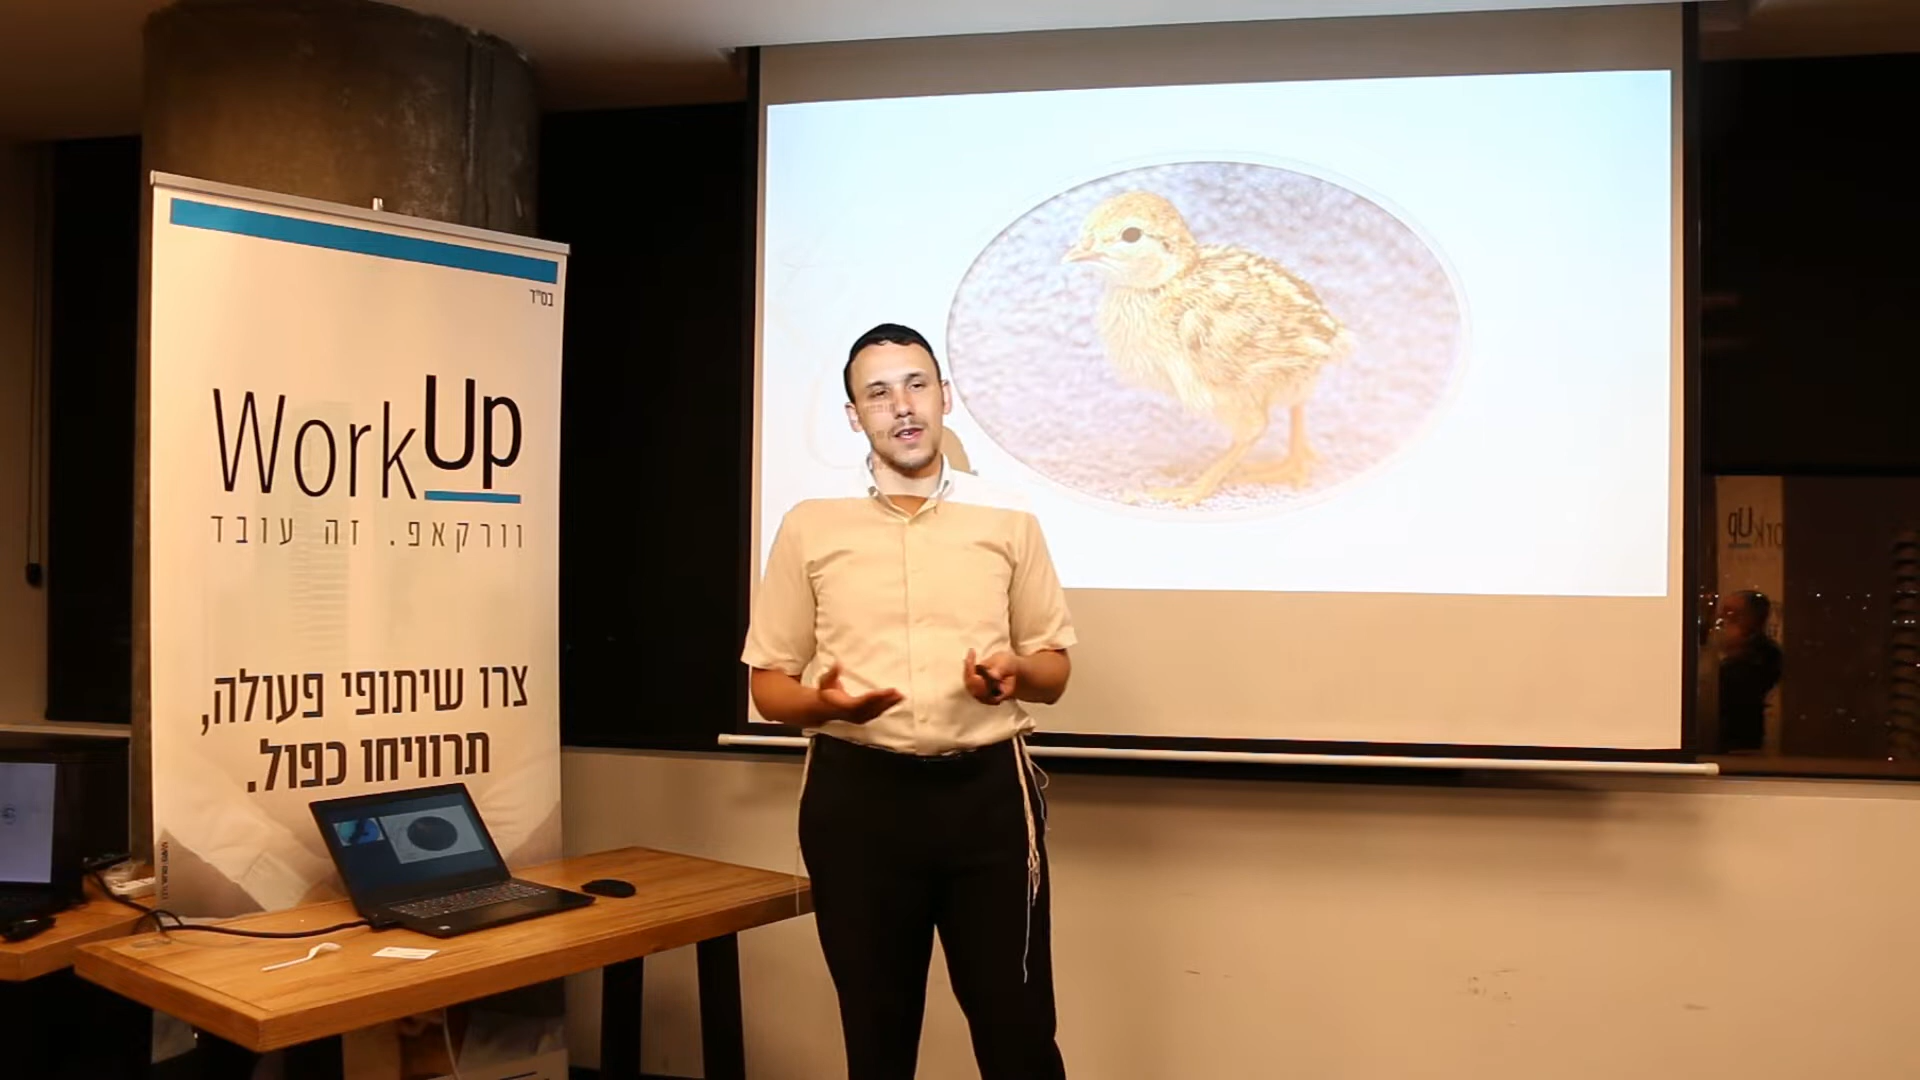 בס"ד
WorkUp
וורקאפ. זה עובד
צרו שיתופי פעולה,
תרוויחו כפול.